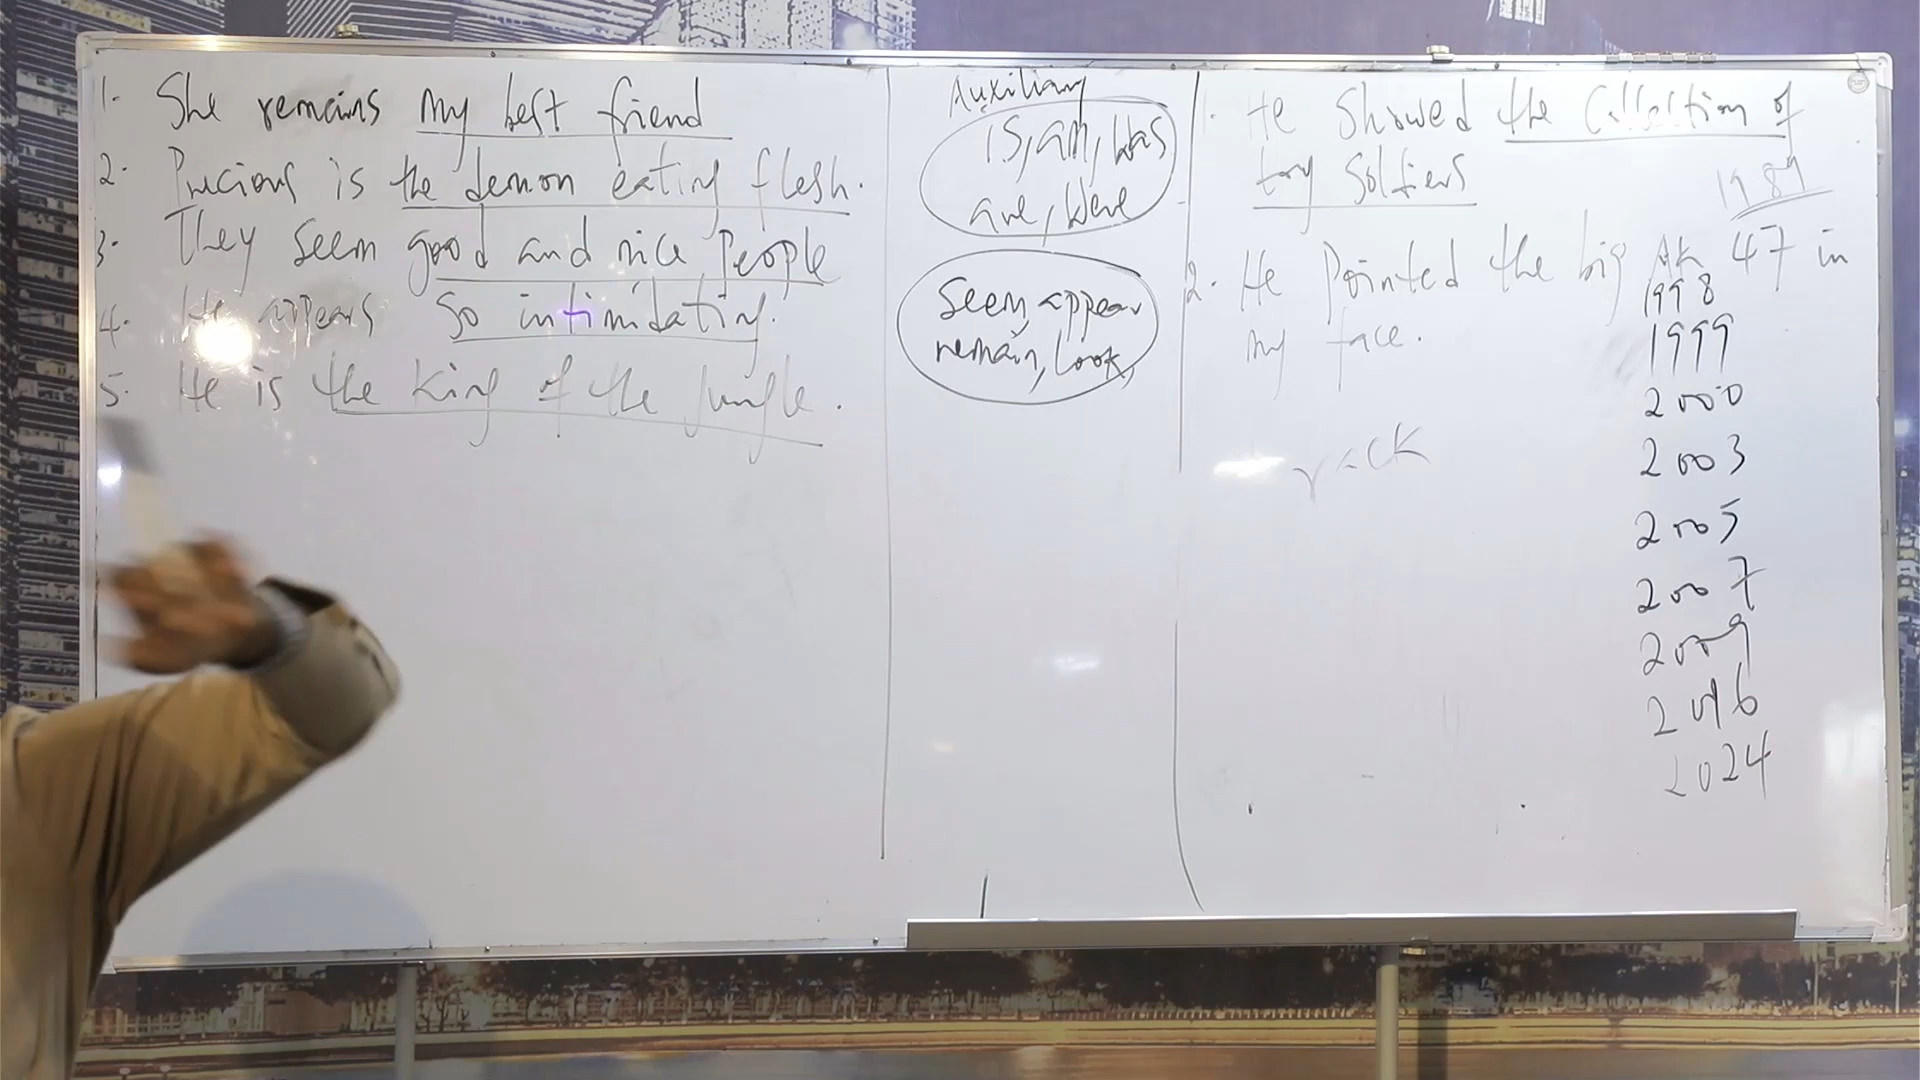 1. She remains my best friend
2. Precious is the demon eating flesh.
3. They seem good and nice People
4. He appears so intimidating.
5. He is the King of the Jungle.
Auxiliary
is, am, was
are, were
Seem, appear
remain, look,
1. He Showed the Collection of
toy Soldiers
1989
2. He Pointed the big AK 47 in
my face.
1998
1999
2000
2003
2005
2007
2009
2016
2024